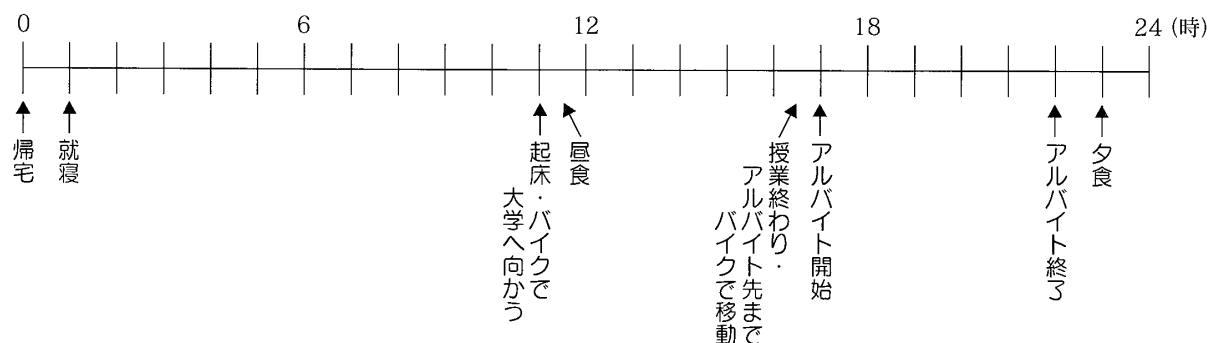 0
6
12
18
24 (時)
帰宅
就寝
起床・バイクで
大学へ向かう
昼食
授業終わり・
アルバイト先まで
バイクで移動
アルバイト開始
アルバイト終了
夕食